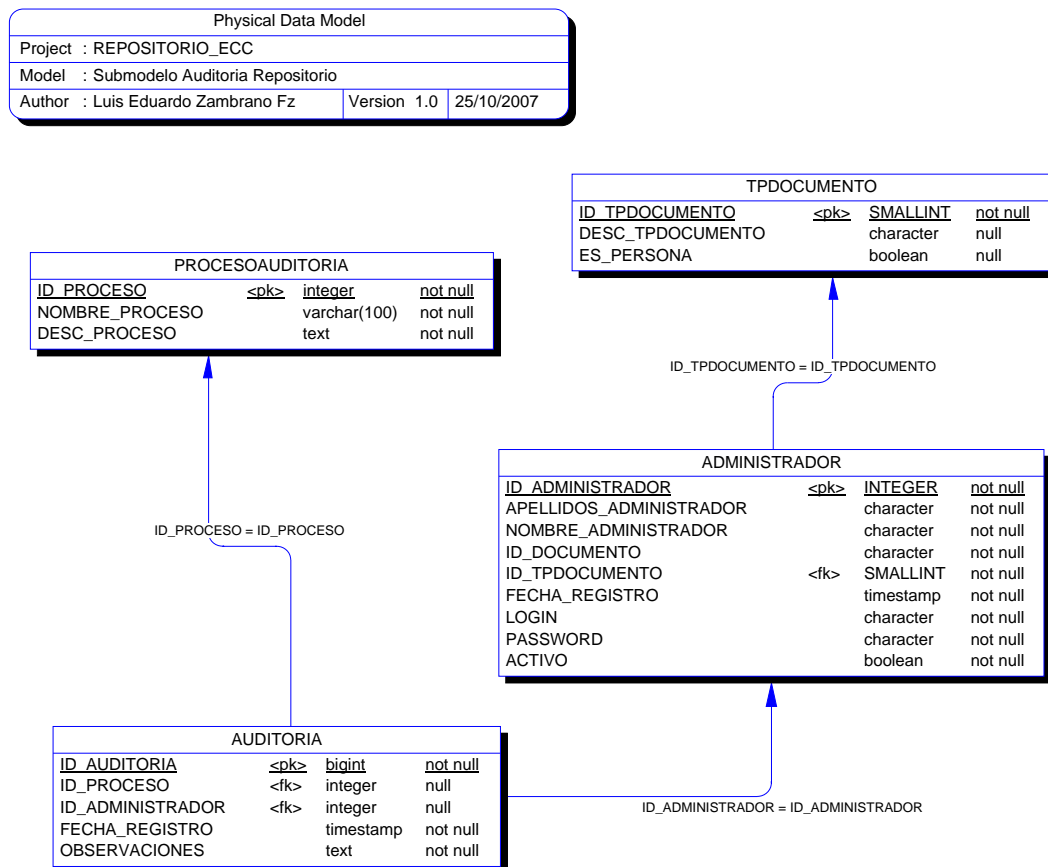 Physical Data Model
Project : REPOSITORIO_ECC
Model : Submodelo Auditoria Repositorio
Author : Luis Eduardo Zambrano Fz Version 1.0 25/10/2007
TPDOCUMENTO
ID_TPDOCUMENTO <pk> SMALLINT not null
DESC_TPDOCUMENTO character null
ES_PERSONA boolean null
PROCESOAUDITORIA
ID_PROCESO <pk> integer not null
NOMBRE_PROCESO varchar(100) not null
DESC_PROCESO text not null
ID_TPDOCUMENTO = ID_TPDOCUMENTO
ADMINISTRADOR
ID_ADMINISTRADOR <pk> INTEGER not null
APELLIDOS_ADMINISTRADOR character not null
NOMBRE_ADMINISTRADOR character not null
ID_DOCUMENTO character not null
ID_TPDOCUMENTO <fk> SMALLINT not null
FECHA_REGISTRO timestamp not null
LOGIN character not null
PASSWORD character not null
ACTIVO boolean not null
ID_PROCESO = ID_PROCESO
AUDITORIA
ID_AUDITORIA <pk> bigint not null
ID_PROCESO <fk> integer null
ID_ADMINISTRADOR <fk> integer null
FECHA_REGISTRO timestamp not null
OBSERVACIONES text not null
ID_ADMINISTRADOR = ID_ADMINISTRADOR